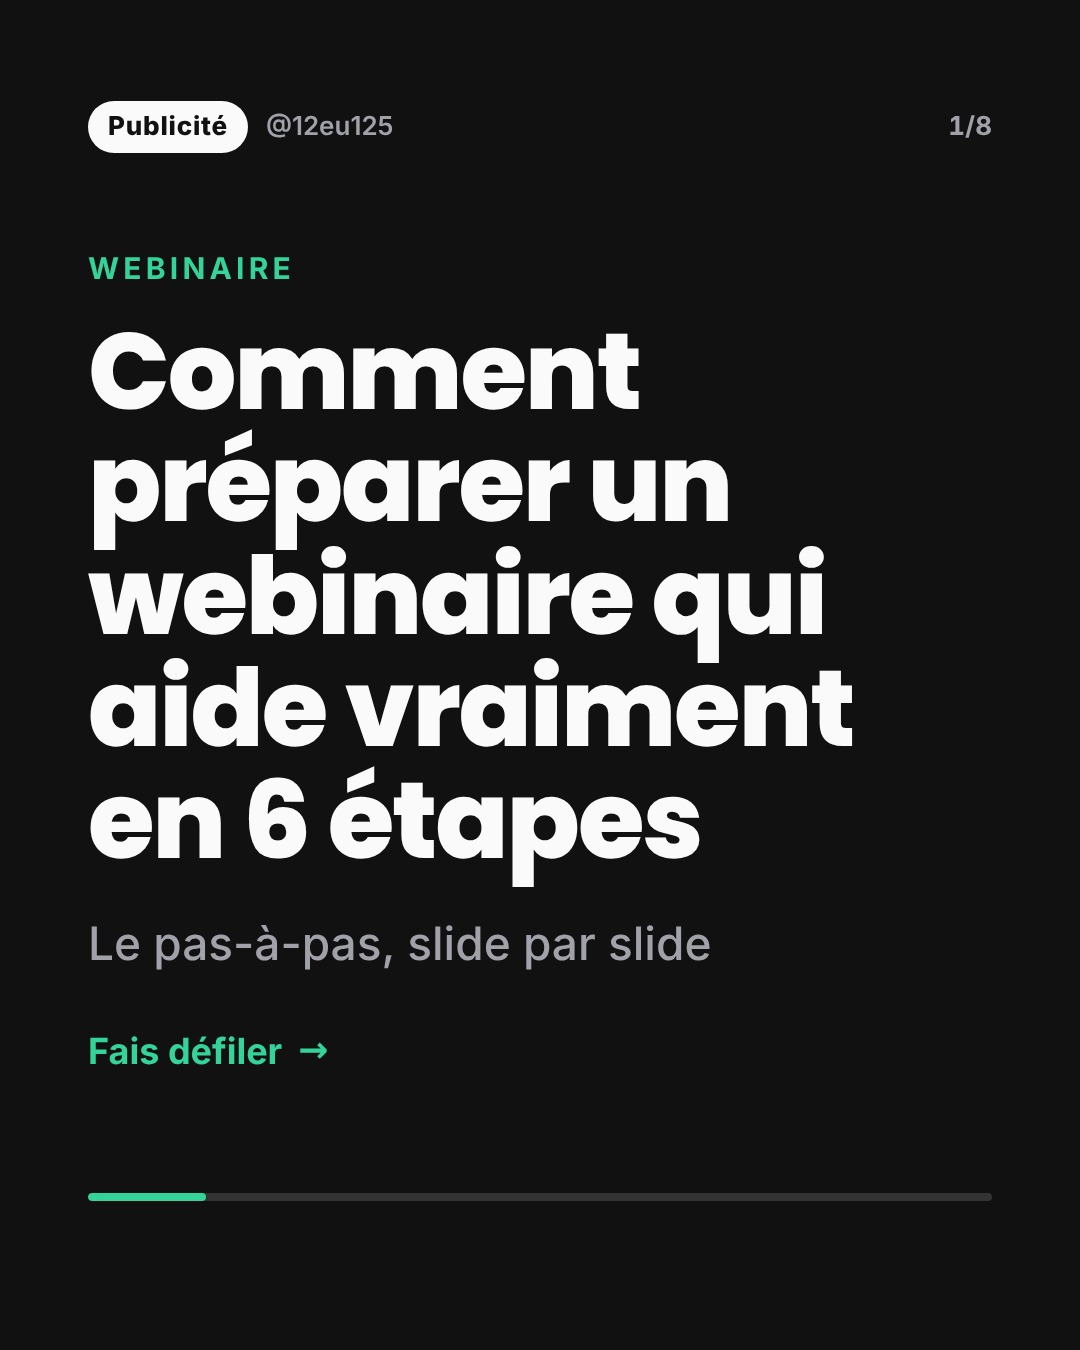 Publicité @12eu125 1/8
WEBINAIRE
Comment
préparer un
webinaire qui
aide vraiment
en 6 étapes
Le pas-à-pas, slide par slide
Fais défiler →